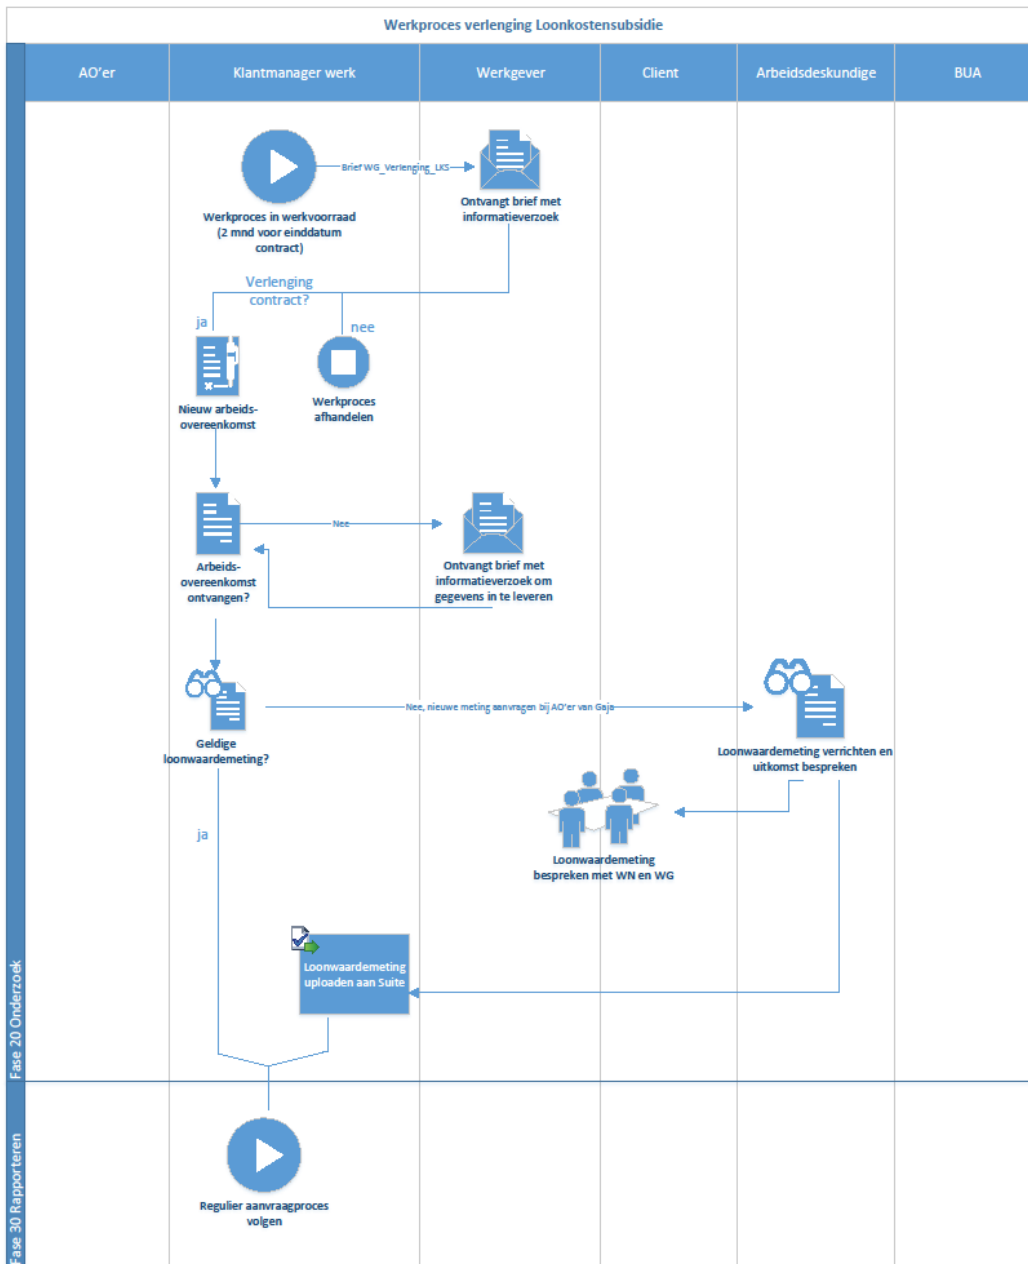 Werkproces verlenging Loonkostensubsidie
AO'er
Klantmanager werk
Werkgever
Client
Arbeidsdeskundige
BUA
Brief WG_Verlenging_LKS
Werkproces in werkvoorraad
(2 mnd voor einddatum
contract)
Ontvangt brief met
informatieverzoek
Verlenging
contract?
ja
nee
Nieuw arbeids-
overeenkomst
Werkproces
afhandelen
Nee
Arbeids-
overeenkomst
ontvangen?
Ontvangt brief met
informatieverzoek om
gegevens in te leveren
Nee, nieuwe meting aanvragen bij AO'er van Gaja
Geldige
loonwaardemeting?
Loonwaardemeting verrichten en
uitkomst bespreken
ja
Loonwaardemeting
bespreken met WN en WG
Loonwaardemeting
uploaden aan Suite
Fase 20 Onderzoek
Regulier aanvraagproces
volgen
Fase 30 Rapporteren